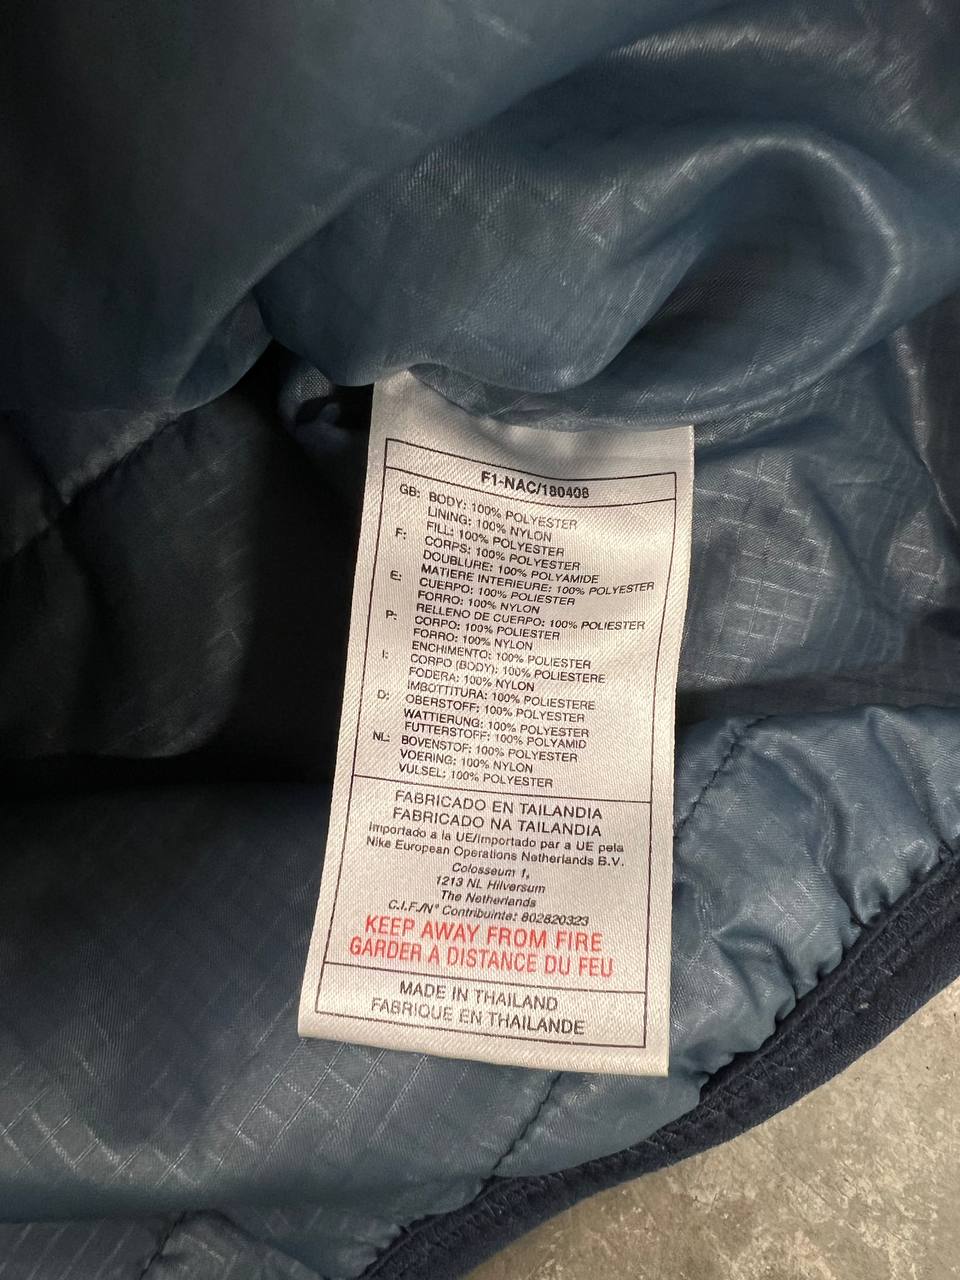 F1-NAC/180408
GB: BODY: 100% POLYESTER
LINING: 100% NYLON
FILL: 100% POLYESTER
F: CORPS: 100% POLYESTER
DOUBLURE: 100% POLYAMIDE
MATIERE INTERIEURE: 100% POLYESTER
E: CUERPO: 100% POLIESTER
FORRO: 100% NYLON
RELLENO DE CUERPO: 100% POLIESTER
P: CORPO: 100% POLIESTER
FORRO: 100% NYLON
ENCHIMENTO: 100% POLIESTER
I: CORPO (BODY): 100% POLIESTERE
FODERA: 100% NYLON
IMBOTTITURA: 100% POLIESTERE
D: OBERSTOFF: 100% POLYESTER
WATTIERUNG: 100% POLYESTER
FUTTERSTOFF: 100% POLYAMID
NL: BOVENSTOF: 100% POLYESTER
VOERING: 100% NYLON
VULSEL: 100% POLYESTER
FABRICADO EN TAILANDIA
FABRICADO NA TAILANDIA
Importado a la UE/Importado par a UE pela
Nike European Operations Netherlands B.V.
Colosseum 1,
1213 NL Hilversum
The Netherlands
C.I.F./N° Contribuinte: 802820323
KEEP AWAY FROM FIRE
GARDER A DISTANCE DU FEU
MADE IN THAILAND
FABRIQUE EN THAILANDE